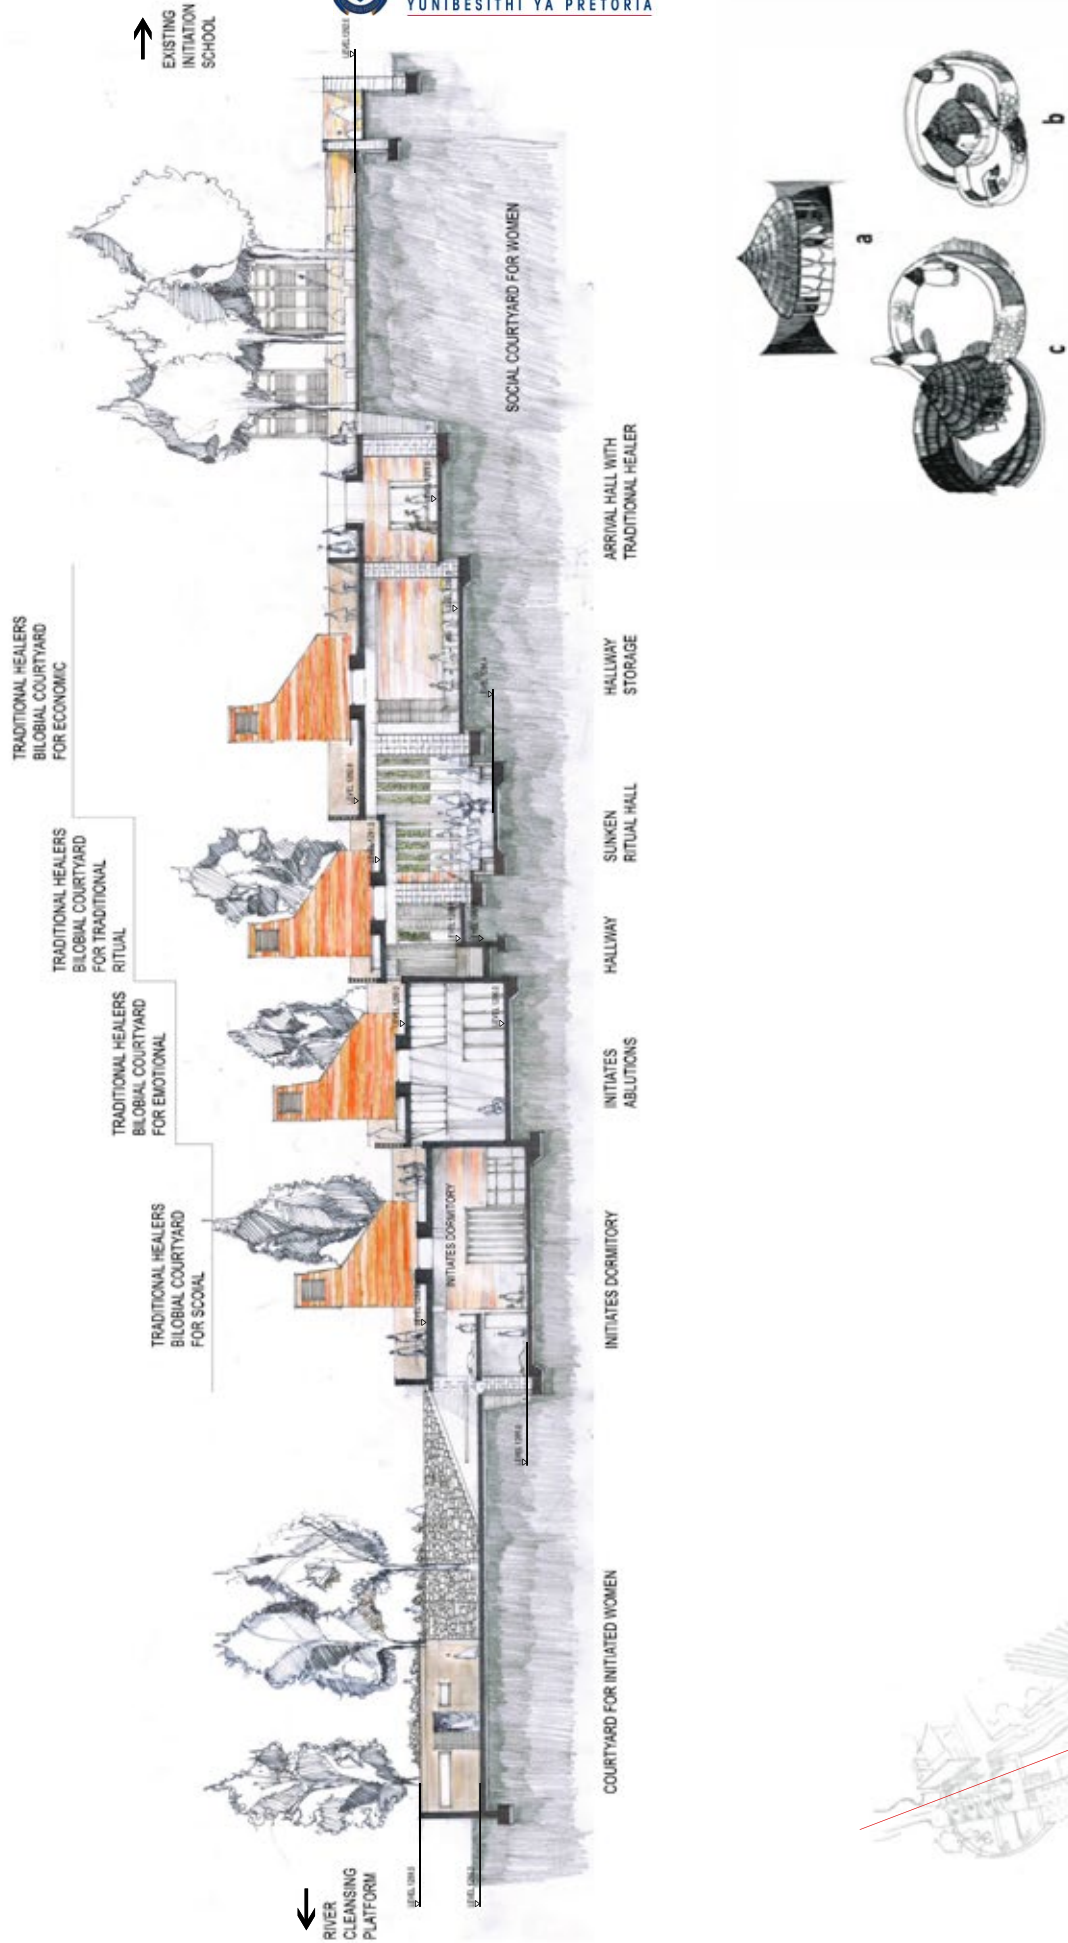 YUNIBESITHI YA PRETORIA
EXISTING
INITIATION
SCHOOL
TRADITIONAL HEALERS
BILOBIAL COURTYARD
FOR ECONOMIC
TRADITIONAL HEALERS
BILOBIAL COURTYARD
FOR TRADITIONAL
RITUAL
TRADITIONAL HEALERS
BILOBIAL COURTYARD
FOR EMOTIONAL
TRADITIONAL HEALERS
BILOBIAL COURTYARD
FOR SCOIAL
RIVER
CLEANSING
PLATFORM
INITIATES DORMITORY
COURTYARD FOR INITIATED WOMEN
INITIATES DORMITORY
INITIATES
ABLUTIONS
HALLWAY
SUNKEN
RITUAL HALL
HALLWAY
STORAGE
ARRIVAL HALL WITH
TRADITIONAL HEALER
SOCIAL COURTYARD FOR WOMEN
a
b
c